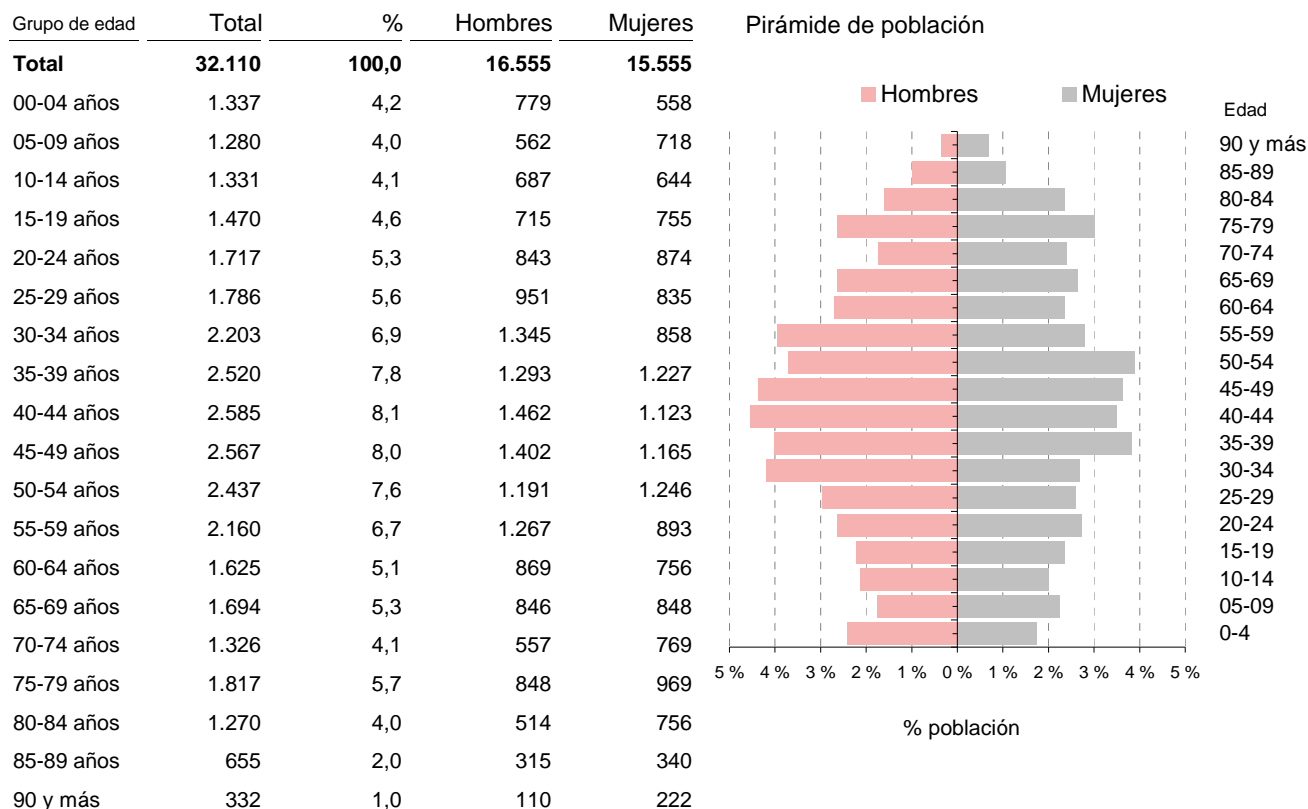 Grupo de edad Total % Hombres Mujeres
Total 32.110 100,0 16.555 15.555
00-04 años 1.337 4,2 779 558
05-09 años 1.280 4,0 562 718
10-14 años 1.331 4,1 687 644
15-19 años 1.470 4,6 715 755
20-24 años 1.717 5,3 843 874
25-29 años 1.786 5,6 951 835
30-34 años 2.203 6,9 1.345 858
35-39 años 2.520 7,8 1.293 1.227
40-44 años 2.585 8,1 1.462 1.123
45-49 años 2.567 8,0 1.402 1.165
50-54 años 2.437 7,6 1.191 1.246
55-59 años 2.160 6,7 1.267 893
60-64 años 1.625 5,1 869 756
65-69 años 1.694 5,3 846 848
70-74 años 1.326 4,1 557 769
75-79 años 1.817 5,7 848 969
80-84 años 1.270 4,0 514 756
85-89 años 655 2,0 315 340
90 y más 332 1,0 110 222
Pirámide de población
Hombres Mujeres
Edad
90 y más
85-89
80-84
75-79
70-74
65-69
60-64
55-59
50-54
45-49
40-44
35-39
30-34
25-29
20-24
15-19
10-14
05-09
0-4
5 % 4 % 3 % 2 % 1 % 0 % 1 % 2 % 3 % 4 % 5 %
% población